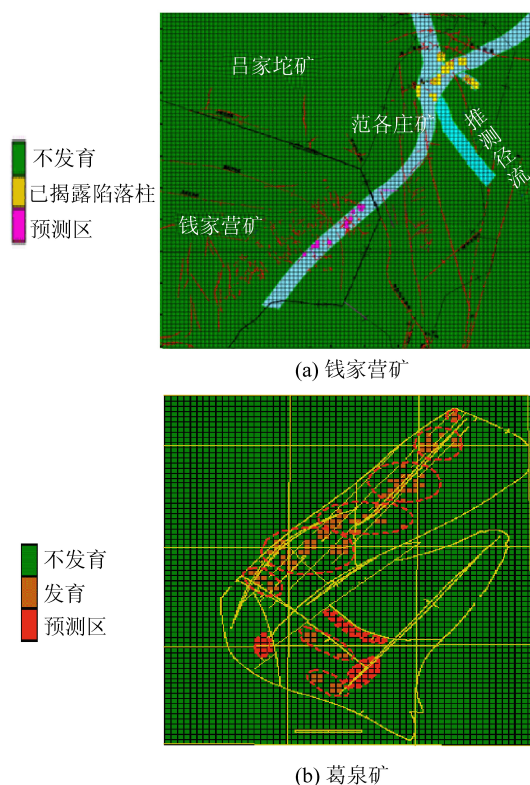 吕家坨矿
范各庄矿
推测径流
钱家营矿
不发育
已揭露陷落柱
预测区
(a) 钱家营矿
不发育
发育
预测区
(b) 葛泉矿